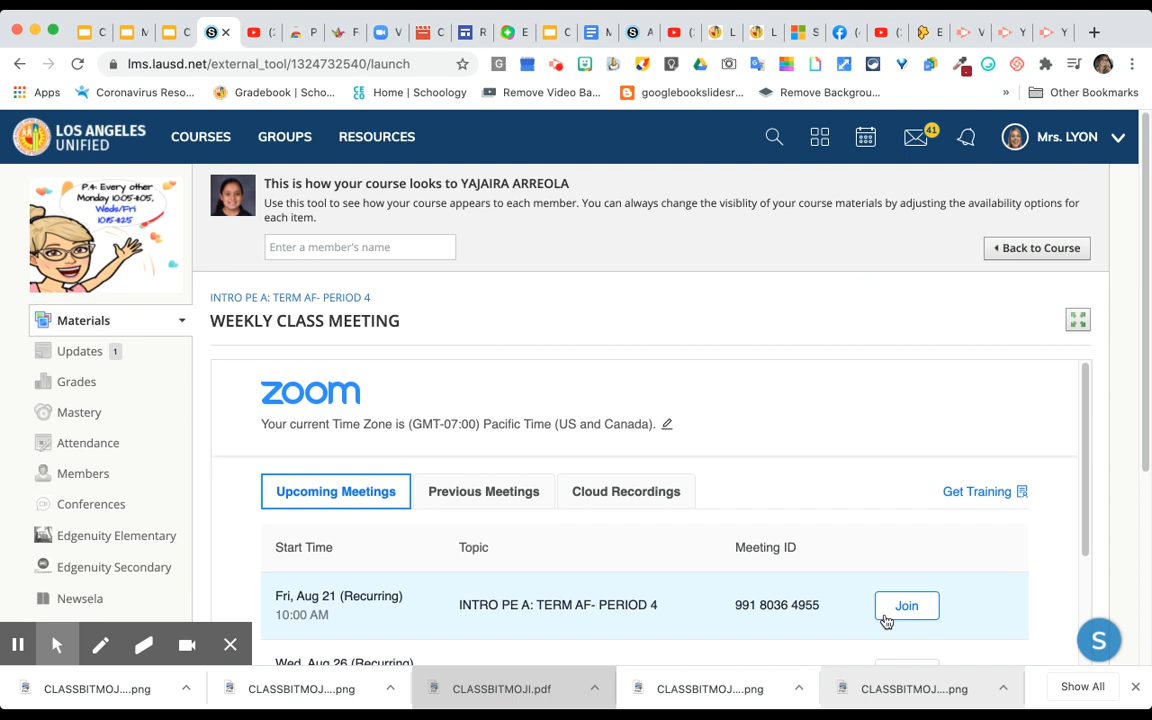 C
M
C
S
(:
P
F
V
C
R
E
C
M
A
(:
L
L
S
(
(:
E
V
Y
Y
lms.lausd.net/external_tool/1324732540/launch
Apps
Coronavirus Reso...
Gradebook | Scho...
Home | Schoology
Remove Video Ba...
googlebookslidesr...
Remove Backgrou...
»
Other Bookmarks
LOS ANGELES
UNIFIED
COURSES
GROUPS
RESOURCES
41
Mrs. LYON
P.4- Every other
Monday 10:05-11:05,
Weds/Fri
This is how your course looks to YAJAIRA ARREOLA
Use this tool to see how your course appears to each member. You can always change the visiblity of your course materials by adjusting the availability options for
each item.
Enter a member's name
Back to Course
INTRO PE A: TERM AF- PERIOD 4
WEEKLY CLASS MEETING
Materials
Updates 1
Grades
Mastery
Attendance
Members
Conferences
Edgenuity Elementary
Edgenuity Secondary
Newsela
zoom
Your current Time Zone is (GMT-07:00) Pacific Time (US and Canada).
Upcoming Meetings
Previous Meetings
Cloud Recordings
Get Training
Start Time
Topic
Meeting ID
Fri, Aug 21 (Recurring)
10:00 AM
INTRO PE A: TERM AF- PERIOD 4
991 8036 4955
Join
Wed, Aug 26 (Recurring)
S
CLASSBITMOJ....png
CLASSBITMOJ....png
CLASSBITMOJI.pdf
CLASSBITMOJ....png
CLASSBITMOJ....png
Show All